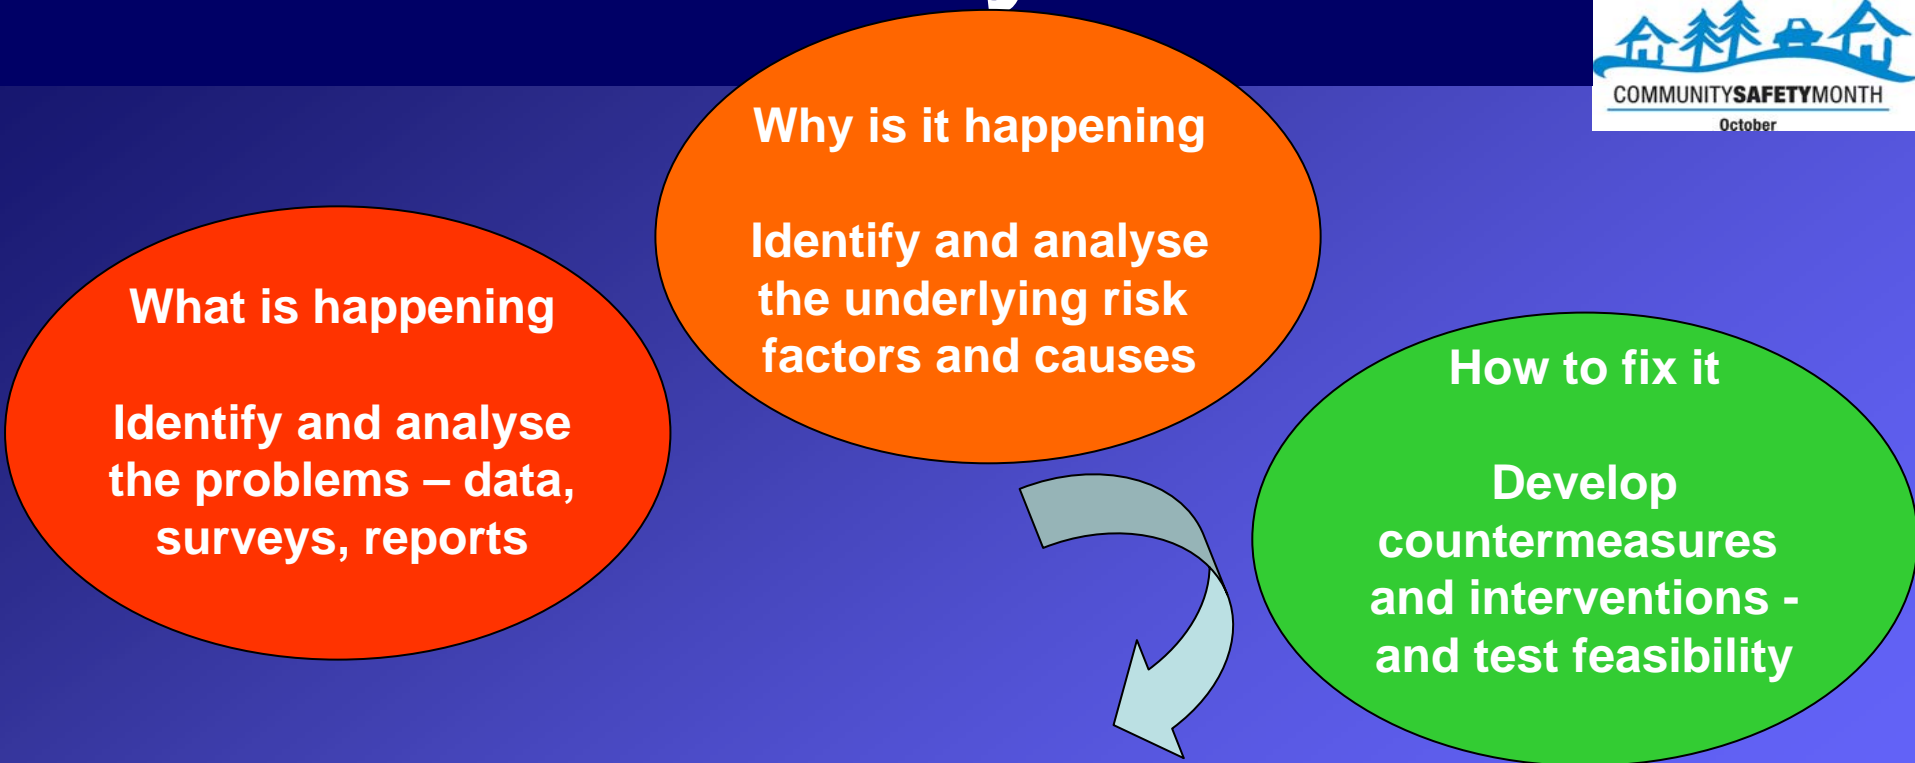 COMMUNITYSAFETYMONTH
October
Why is it happening
Identify and analyse
the underlying risk
factors and causes
What is happening
Identify and analyse
the problems – data,
surveys, reports
How to fix it
Develop
countermeasures
and interventions -
and test feasibility